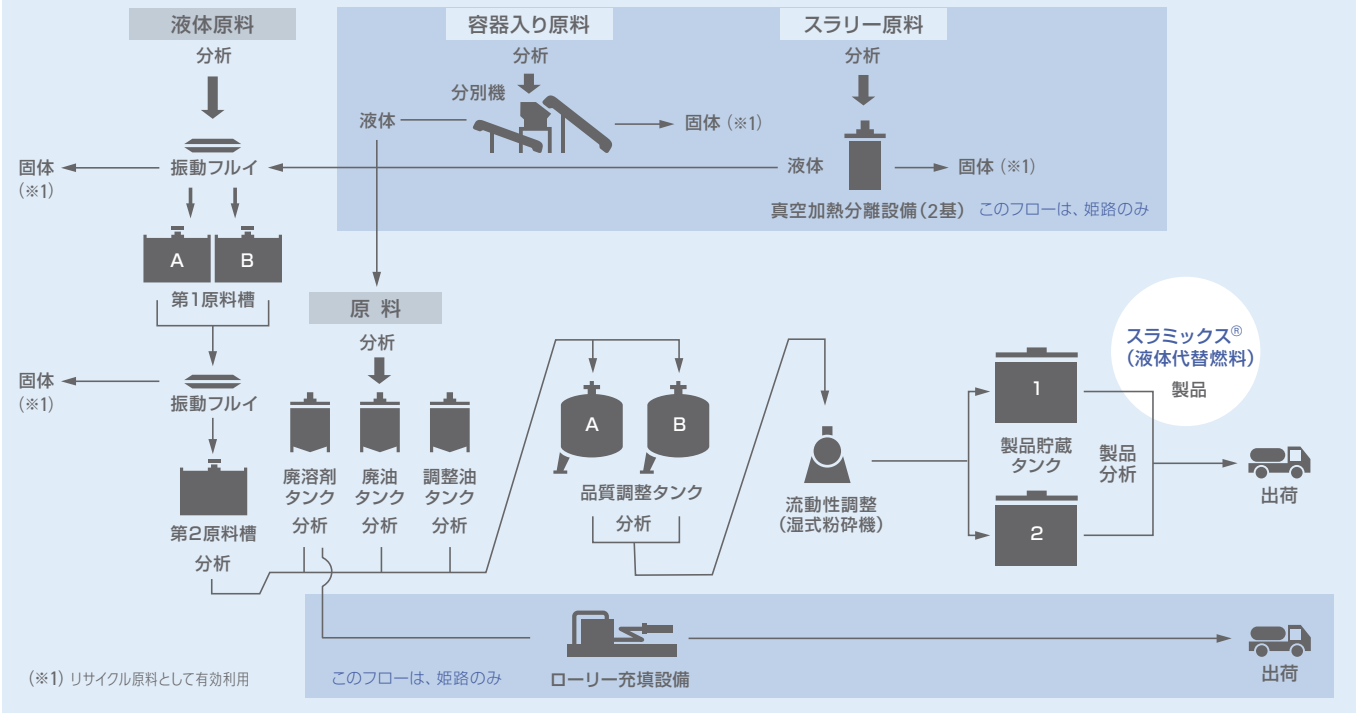 液体原料
分析
容器入り原料
分析
分別機
液体
固体（※1）
スラリー原料
分析
液体
固体（※1）
真空加熱分離設備（2基）
このフローは、姫路のみ
振動フルイ
固体
（※1）
A
B
第1原料槽
固体
（※1）
振動フルイ
第2原料槽
分析
原 料
分析
廃溶剤
タンク
分析
廃油
タンク
分析
調整油
タンク
分析
A
B
品質調整タンク
分析
流動性調整
（湿式粉砕機）
1
製品貯蔵
タンク
2
製品
分析
スラミックス®
（液体代替燃料）
製品
出荷
（※1）リサイクル原料として有効利用
このフローは、姫路のみ
ローリー充填設備
出荷